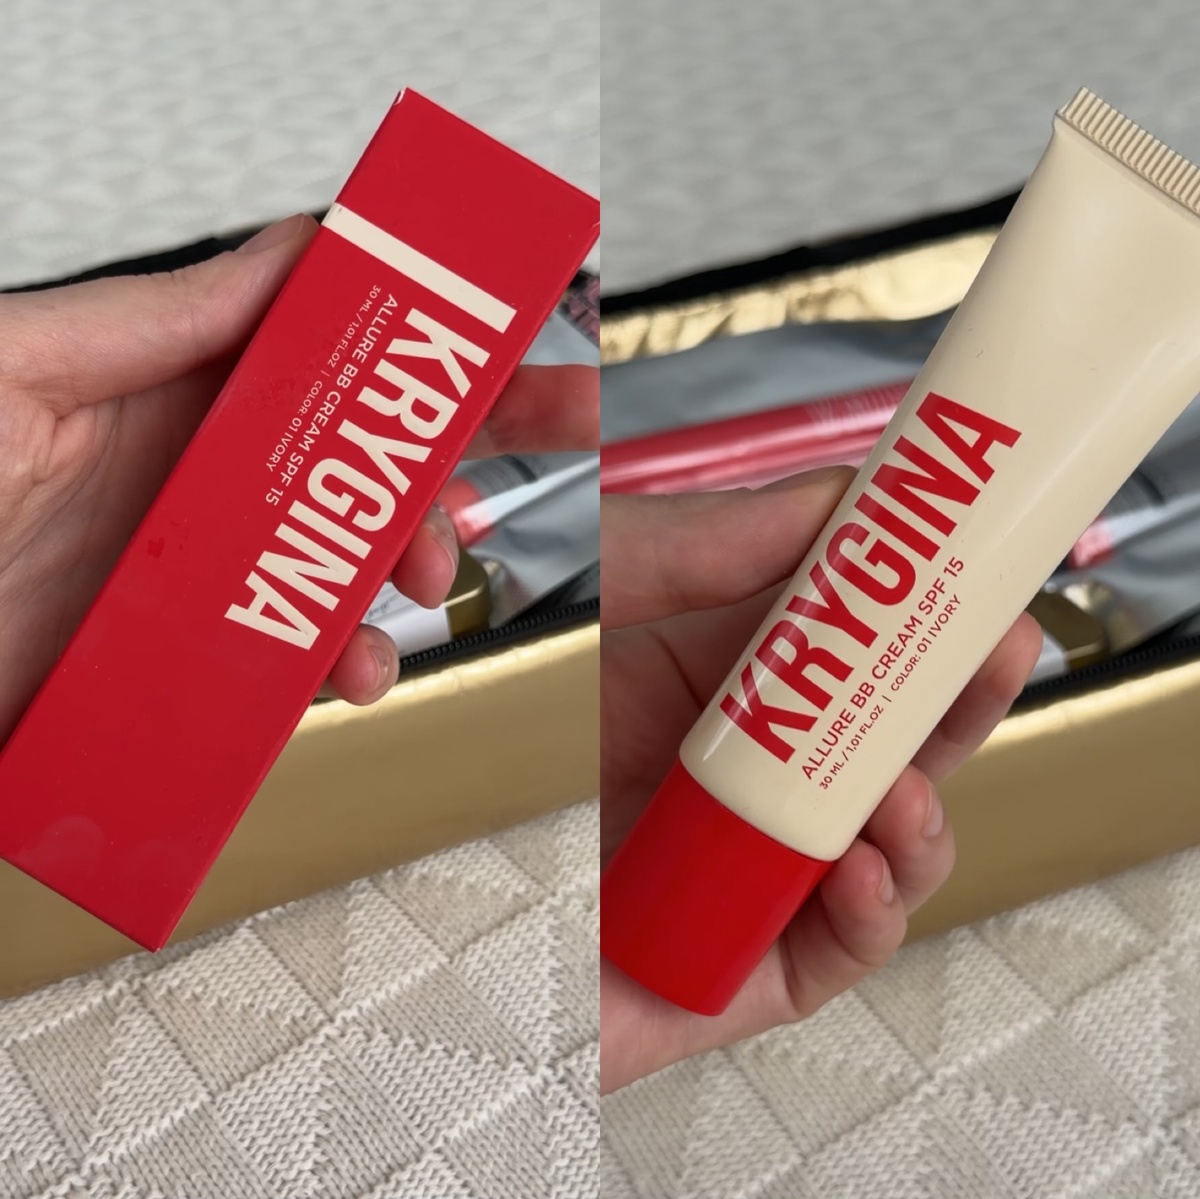 KRYGINA
ALLURE BB CREAM SPF 15
30 ML / 1,01 FL.OZ | COLOR: 01 IVORY
KRYGINA
ALLURE BB CREAM SPF 15
30 ML / 1,01 FL.OZ | COLOR: 01 IVORY